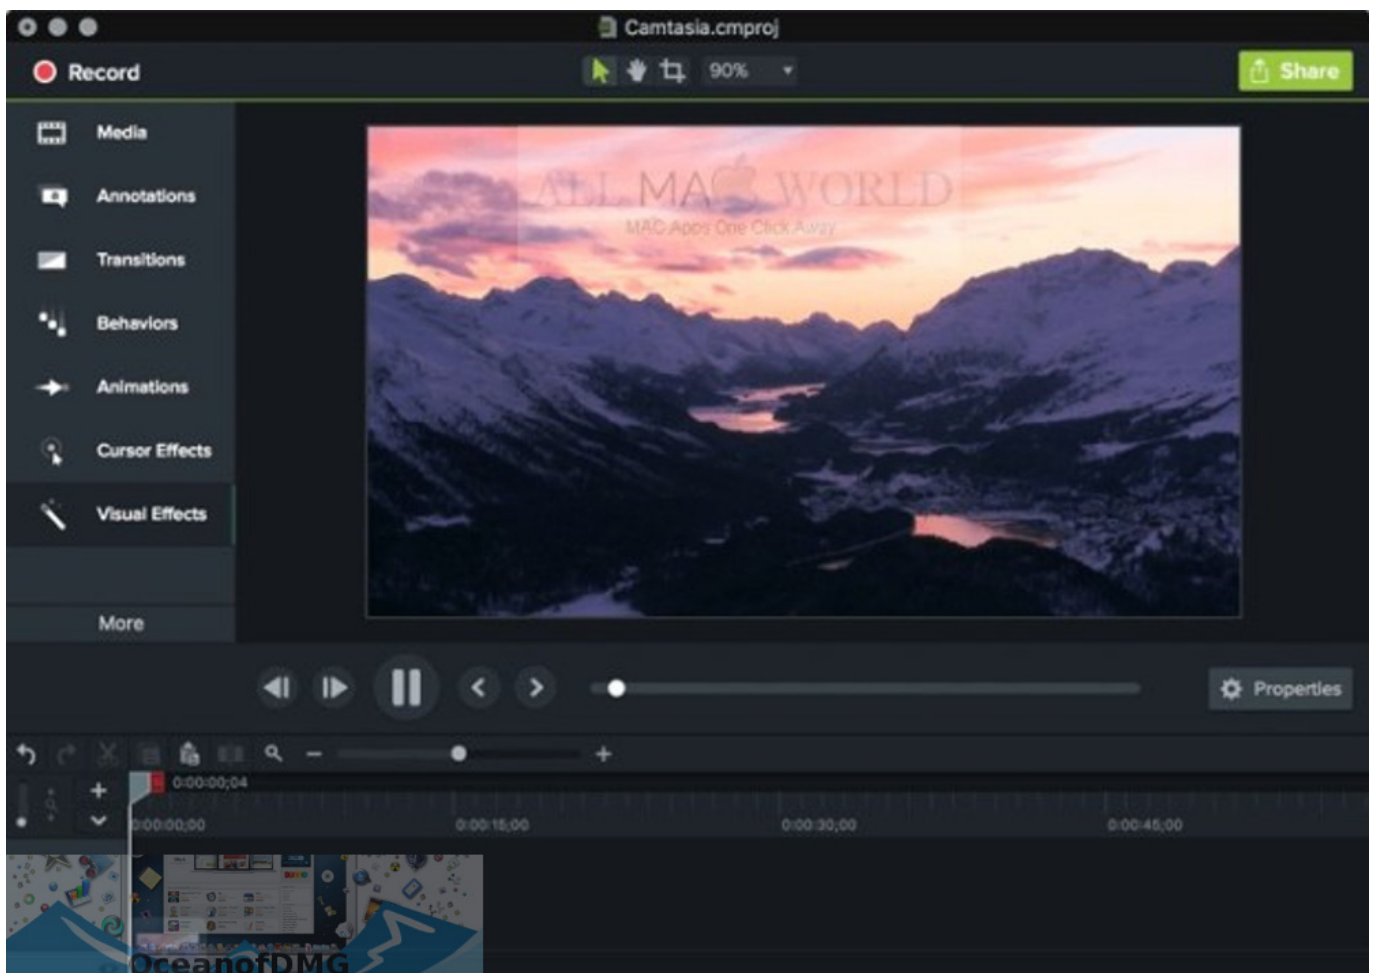 Camtasia.cmproj
Record
90%
Share
Media
Annotations
Transitions
Behaviors
Animations
Cursor Effects
Visual Effects
More
ALL MAC WORLD
MAC Apps One Click Away
Properties
0:00:00;04
0:00:00;00
0:00:15;00
0:00:30;00
0:00:45;00
OceanofDMG